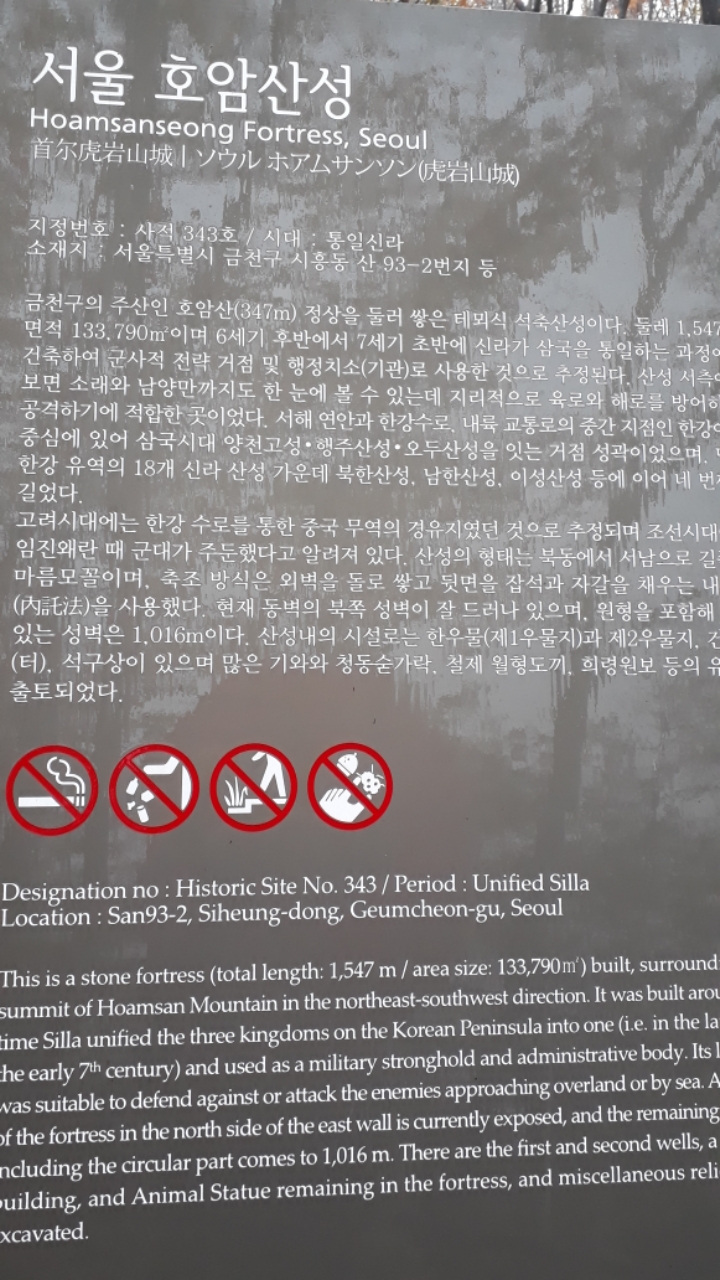 서울 호암산성
Hoamsanseong Fortress, Seoul
首尔虎岩山城 | ソウル ホアムサンソン(虎岩山城)
지정번호 : 사적 343호 / 시대 : 통일신라
소재지 : 서울특별시 금천구 시흥동 산 93-2번지 등
금천구의 주산인 호암산(347m) 정상을 둘러 쌓은 테뫼식 석축산성이다. 둘레 1,547
면적 133,790㎡이며 6세기 후반에서 7세기 초반에 신라가 삼국을 통일하는 과정에
건축하여 군사적 전략 거점 및 행정치소(기관)로 사용한 것으로 추정된다. 산성 서측
보면 소래와 남양만까지도 한 눈에 볼 수 있는데 지리적으로 육로와 해로를 방어하
공격하기에 적합한 곳이었다. 서해 연안과 한강수로, 내륙 교통로의 중간 지점인 한강
중심에 있어 삼국시대 양천고성•행주산성•오두산성을 잇는 거점 성곽이었으며,
한강 유역의 18개 신라 산성 가운데 북한산성, 남한산성, 이성산성 등에 이어 네 번
길었다.
고려시대에는 한강 수로를 통한 중국 무역의 경유지였던 것으로 추정되며 조선시대
임진왜란 때 군대가 주둔했다고 알려져 있다. 산성의 형태는 북동에서 서남으로 길
마름모꼴이며, 축조 방식은 외벽을 돌로 쌓고 뒷면을 잡석과 자갈을 채우는 내
(內託法)을 사용했다. 현재 동벽의 북쪽 성벽이 잘 드러나 있으며, 원형을 포함해
있는 성벽은 1,016m이다. 산성내의 시설로는 한우물(제1우물지)과 제2우물지, 건
(터), 석구상이 있으며 많은 기와와 청동숟가락, 철제 월형도끼, 희령원보 등의 유
출토되었다.
Designation no : Historic Site No. 343 / Period : Unified Silla
Location : San93-2, Siheung-dong, Geumcheon-gu, Seoul
This is a stone fortress (total length: 1,547 m / area size: 133,790㎡) built, surround
summit of Hoamsan Mountain in the northeast-southwest direction. It was built arou
time Silla unified the three kingdoms on the Korean Peninsula into one (i.e. in the la
the early 7th century) and used as a military stronghold and administrative body. Its l
was suitable to defend against or attack the enemies approaching overland or by sea. A
of the fortress in the north side of the east wall is currently exposed, and the remaining
ncluding the circular part comes to 1,016 m. There are the first and second wells, a
uilding, and Animal Statue remaining in the fortress, and miscellaneous reli
xcavated.